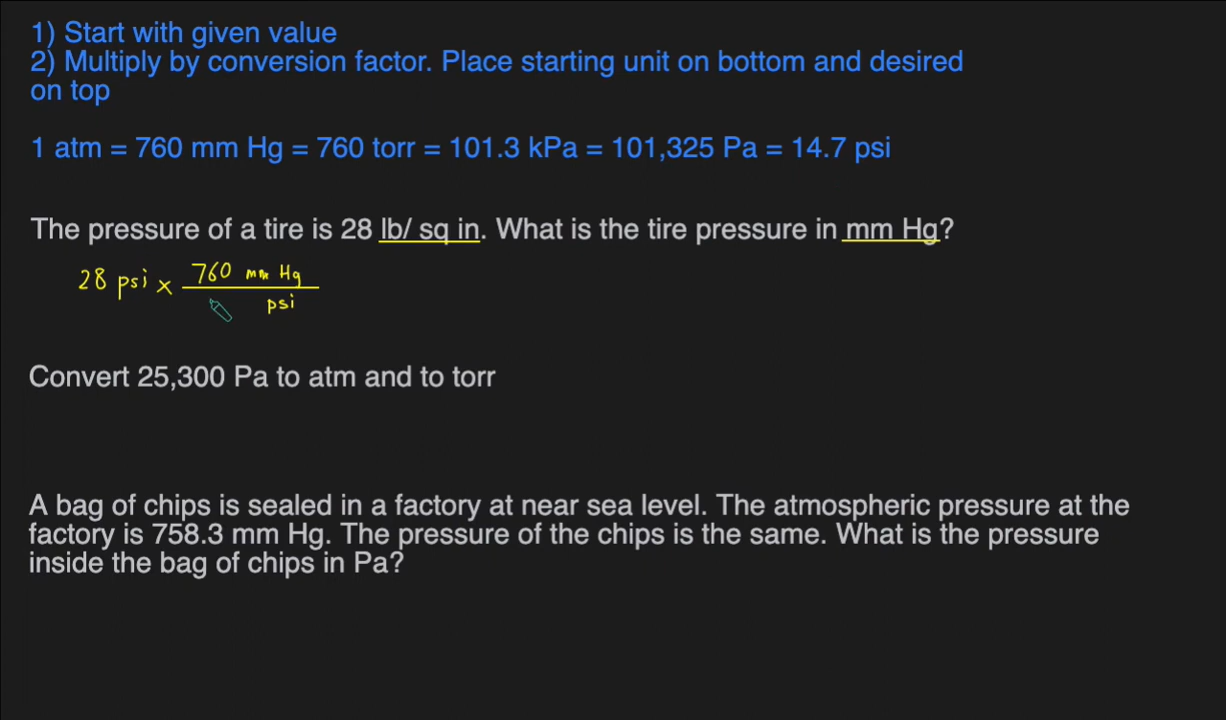 1) Start with given value
2) Multiply by conversion factor. Place starting unit on bottom and desired
on top
1 atm = 760 mm Hg = 760 torr = 101.3 kPa = 101,325 Pa = 14.7 psi
The pressure of a tire is 28 lb/ sq in. What is the tire pressure in mm Hg?
28 psi x 760 mm Hg
psi
Convert 25,300 Pa to atm and to torr
A bag of chips is sealed in a factory at near sea level. The atmospheric pressure at the
factory is 758.3 mm Hg. The pressure of the chips is the same. What is the pressure
inside the bag of chips in Pa?